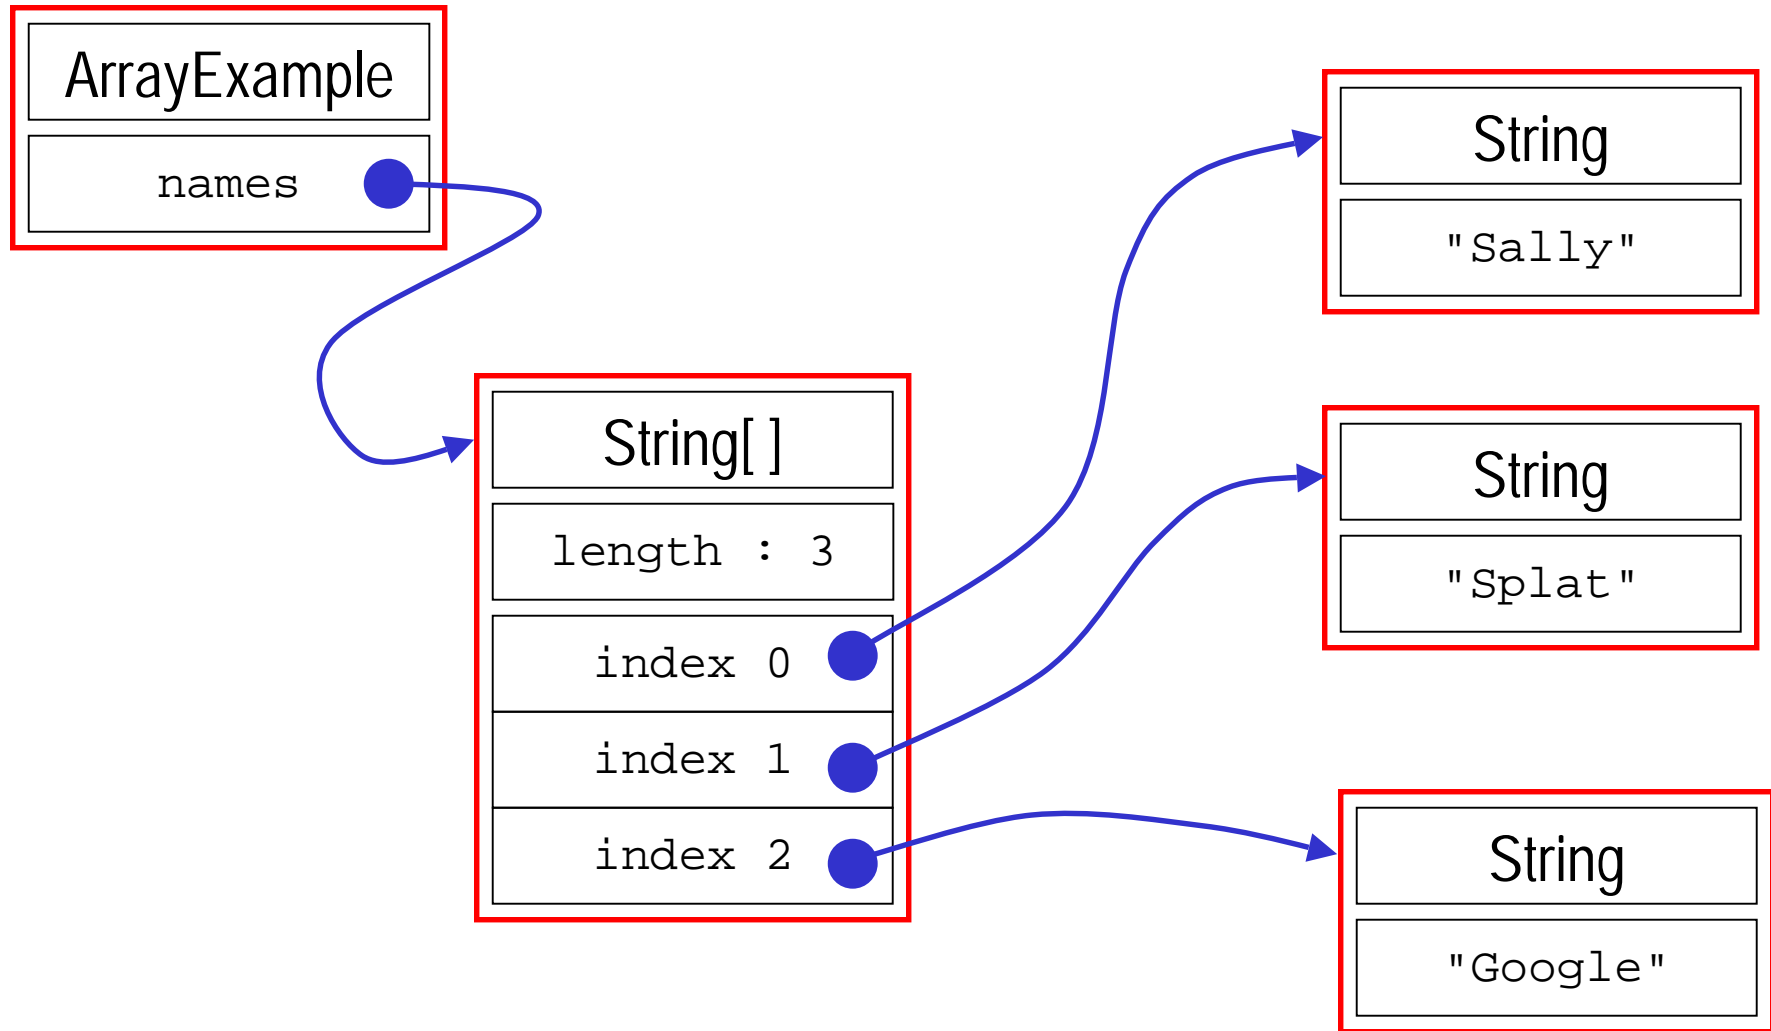 ArrayExample
names
String[ ]
length : 3
index 0
index 1
index 2
String
"Sally"
String
"Splat"
String
"Google"